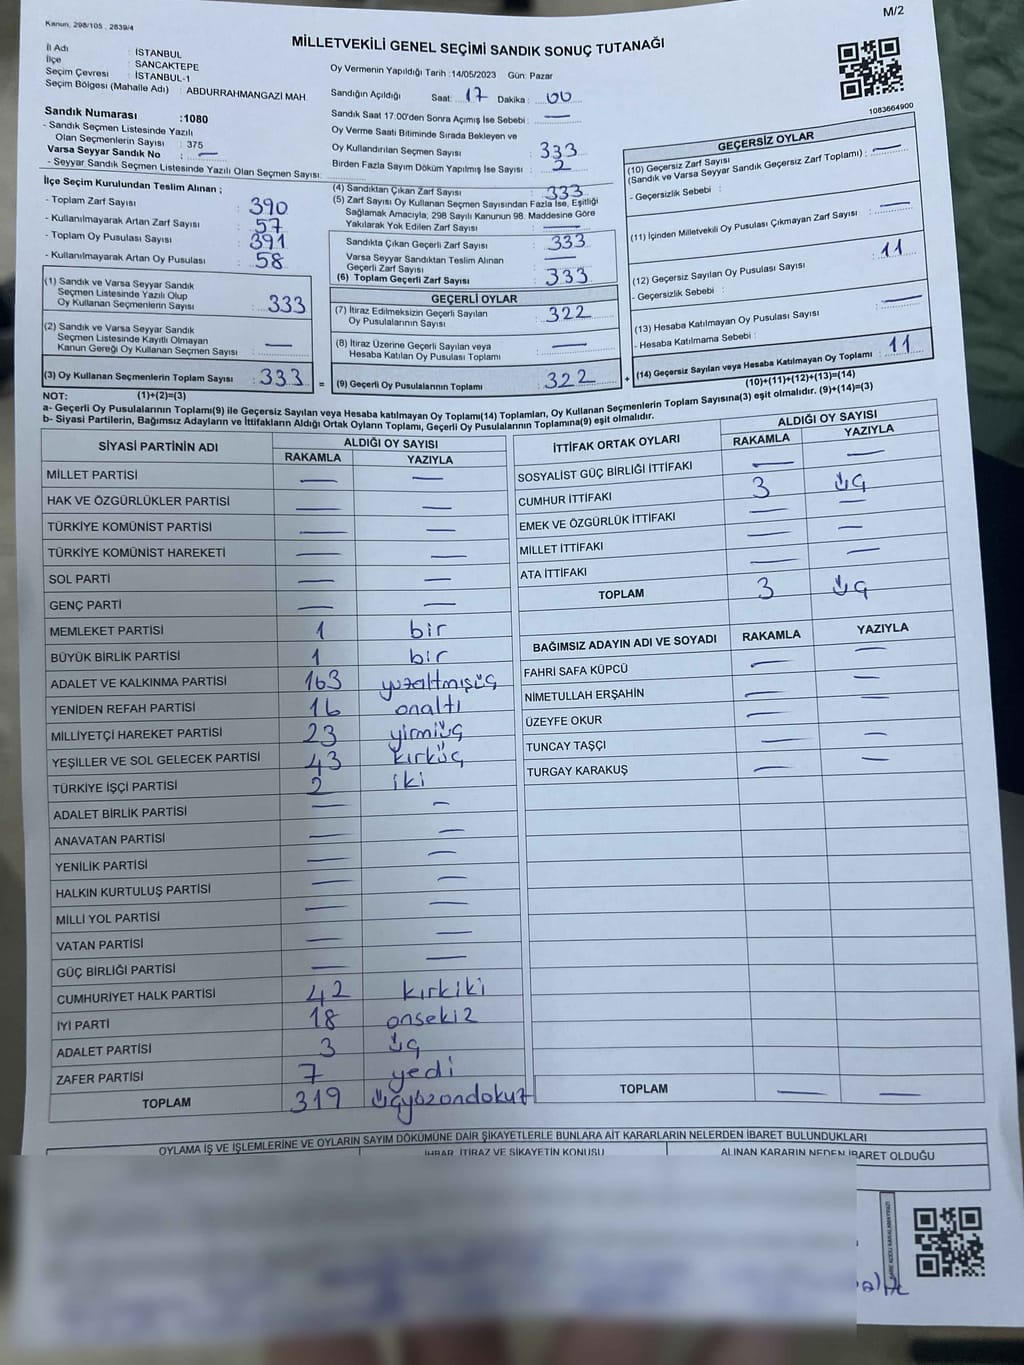 Kanun, 298/105 , 2839/4
M/2
MİLLETVEKİLİ GENEL SEÇİMİ SANDIK SONUÇ TUTANAĞI
İl Adı : İSTANBUL
İlçe : SANCAKTEPE
Seçim Çevresi : İSTANBUL-1
Seçim Bölgesi (Mahalle Adı) : ABDURRAHMANGAZİ MAH.
Sandık Numarası :1080
- Sandık Seçmen Listesinde Yazılı
Olan Seçmenlerin Sayısı : 375
Varsa Seyyar Sandık No : —
- Seyyar Sandık Seçmen Listesinde Yazılı Olan Seçmen Sayısı:
İlçe Seçim Kurulundan Teslim Alınan ;
- Toplam Zarf Sayısı : 390
- Kullanılmayarak Artan Zarf Sayısı : 57
- Toplam Oy Pusulası Sayısı : 391
- Kullanılmayarak Artan Oy Pusulası : 58
(1) Sandık ve Varsa Seyyar Sandık
Seçmen Listesinde Yazılı Olup
Oy Kullanan Seçmenlerin Sayısı : 333
(2) Sandık ve Varsa Seyyar Sandık
Seçmen Listesinde Kayıtlı Olmayan
Kanun Gereği Oy Kullanan Seçmen Sayısı : —
(3) Oy Kullanan Seçmenlerin Toplam Sayısı : 333 =
Oy Vermenin Yapıldığı Tarih :14/05/2023 Gün: Pazar
Sandığın Açıldığı Saat: 17 Dakika : 00
Sandık Saat 17.00'den Sonra Açımış İse Sebebi : —
Oy Verme Saati Bitiminde Sırada Bekleyen ve
Oy Kullandırılan Seçmen Sayısı : 333
Birden Fazla Sayım Döküm Yapılmış İse Sayısı : 2
(4) Sandıktan Çıkan Zarf Sayısı : 333
(5) Zarf Sayısı Oy Kullanan Seçmen Sayısından Fazla İse, Eşitliği
Sağlamak Amacıyla, 298 Sayılı Kanunun 98. Maddesine Göre
Yakılarak Yok Edilen Zarf Sayısı : —
Sandıkta Çıkan Geçerli Zarf Sayısı : 333
Varsa Seyyar Sandıktan Teslim Alınan
Geçerli Zarf Sayısı : —
(6) Toplam Geçerli Zarf Sayısı : 333
GEÇERLİ OYLAR
(7) İtiraz Edilmeksizin Geçerli Sayılan
Oy Pusulalarının Sayısı : 322
(8) İtiraz Üzerine Geçerli Sayılan veya
Hesaba Katılan Oy Pusulası Toplamı : —
(9) Geçerli Oy Pusulalarının Toplamı : 322 +
1083664900
GEÇERSİZ OYLAR
(10) Geçersiz Zarf Sayısı
(Sandık ve Varsa Seyyar Sandık Geçersiz Zarf Toplamı) : —
- Geçersizlik Sebebi :
(11) İçinden Milletvekili Oy Pusulası Çıkmayan Zarf Sayısı : —
(12) Geçersiz Sayılan Oy Pusulası Sayısı : 11
- Geçersizlik Sebebi :
(13) Hesaba Katılmayan Oy Pusulası Sayısı : —
- Hesaba Katılmama Sebebi :
(14) Geçersiz Sayılan veya Hesaba Katılmayan Oy Toplamı : 11
NOT: (1)+(2)=(3) (10)+(11)+(12)+(13)=(14)
a- Geçerli Oy Pusulalarının Toplamı(9) ile Geçersiz Sayılan veya Hesaba katılmayan Oy Toplamı(14) Toplamları, Oy Kullanan Seçmenlerin Toplam Sayısına(3) eşit olmalıdır. (9)+(14)=(3)
b- Siyasi Partilerin, Bağımsız Adayların ve İttifakların Aldığı Ortak Oyların Toplamı, Geçerli Oy Pusulalarının Toplamına(9) eşit olmalıdır.
SİYASİ PARTİNİN ADI ALDIĞI OY SAYISI
RAKAMLA YAZIYLA
MİLLET PARTİSİ — —
HAK VE ÖZGÜRLÜKLER PARTİSİ — —
TÜRKİYE KOMÜNİST PARTİSİ — —
TÜRKİYE KOMÜNİST HAREKETİ — —
SOL PARTİ — —
GENÇ PARTİ — —
MEMLEKET PARTİSİ 1 bir
BÜYÜK BİRLİK PARTİSİ 1 bir
ADALET VE KALKINMA PARTİSİ 163 yüzaltmışüç
YENİDEN REFAH PARTİSİ 16 onaltı
MİLLİYETÇİ HAREKET PARTİSİ 23 yirmiüç
YEŞİLLER VE SOL GELECEK PARTİSİ 43 kırküç
TÜRKİYE İŞÇİ PARTİSİ 2 iki
ADALET BİRLİK PARTİSİ — —
ANAVATAN PARTİSİ — —
YENİLİK PARTİSİ — —
HALKIN KURTULUŞ PARTİSİ — —
MİLLİ YOL PARTİSİ — —
VATAN PARTİSİ — —
GÜÇ BİRLİĞİ PARTİSİ — —
CUMHURİYET HALK PARTİSİ 42 kırkiki
İYİ PARTİ 18 onsekiz
ADALET PARTİSİ 3 üç
ZAFER PARTİSİ 7 yedi
TOPLAM 319 üçyüzondokuz
İTTİFAK ORTAK OYLARI ALDIĞI OY SAYISI
RAKAMLA YAZIYLA
SOSYALİST GÜÇ BİRLİĞİ İTTİFAKI — —
CUMHUR İTTİFAKI 3 üç
EMEK VE ÖZGÜRLÜK İTTİFAKI — —
MİLLET İTTİFAKI — —
ATA İTTİFAKI — —
TOPLAM 3 üç
BAĞIMSIZ ADAYIN ADI VE SOYADI RAKAMLA YAZIYLA
FAHRİ SAFA KÜPCÜ — —
NİMETULLAH ERŞAHİN — —
ÜZEYFE OKUR — —
TUNCAY TAŞÇI — —
TURGAY KARAKUŞ — —
TOPLAM — —
OYLAMA İŞ VE İŞLEMLERİNE VE OYLARIN SAYIM DÖKÜMÜNE DAİR ŞİKAYETLERLE BUNLARA AİT KARARLARIN NELERDEN İBARET BULUNDUKLARI
İHBAR, İTİRAZ VE ŞİKAYETİN KONUSU ALINAN KARARIN NEDEN İBARET OLDUĞU